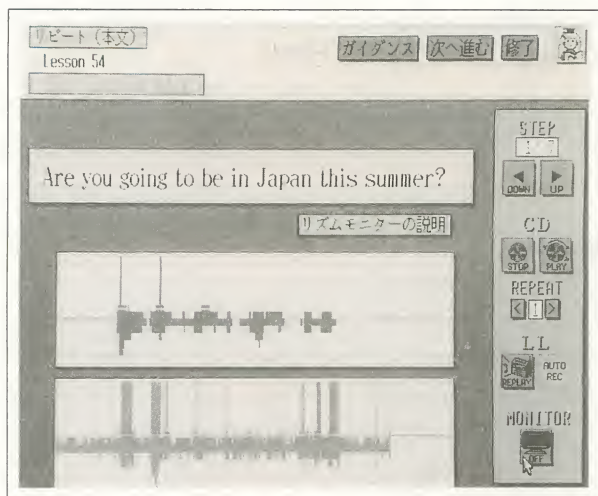 リピート (本文)
Lesson 54
ガイダンス 次へ進む 修了
Are you going to be in Japan this summer?
リズムモニターの説明
STEP
DOWN UP
CD
STOP PLAY
REPEAT
1
LL
REPLAY AUTO REC
MONITOR
OFF